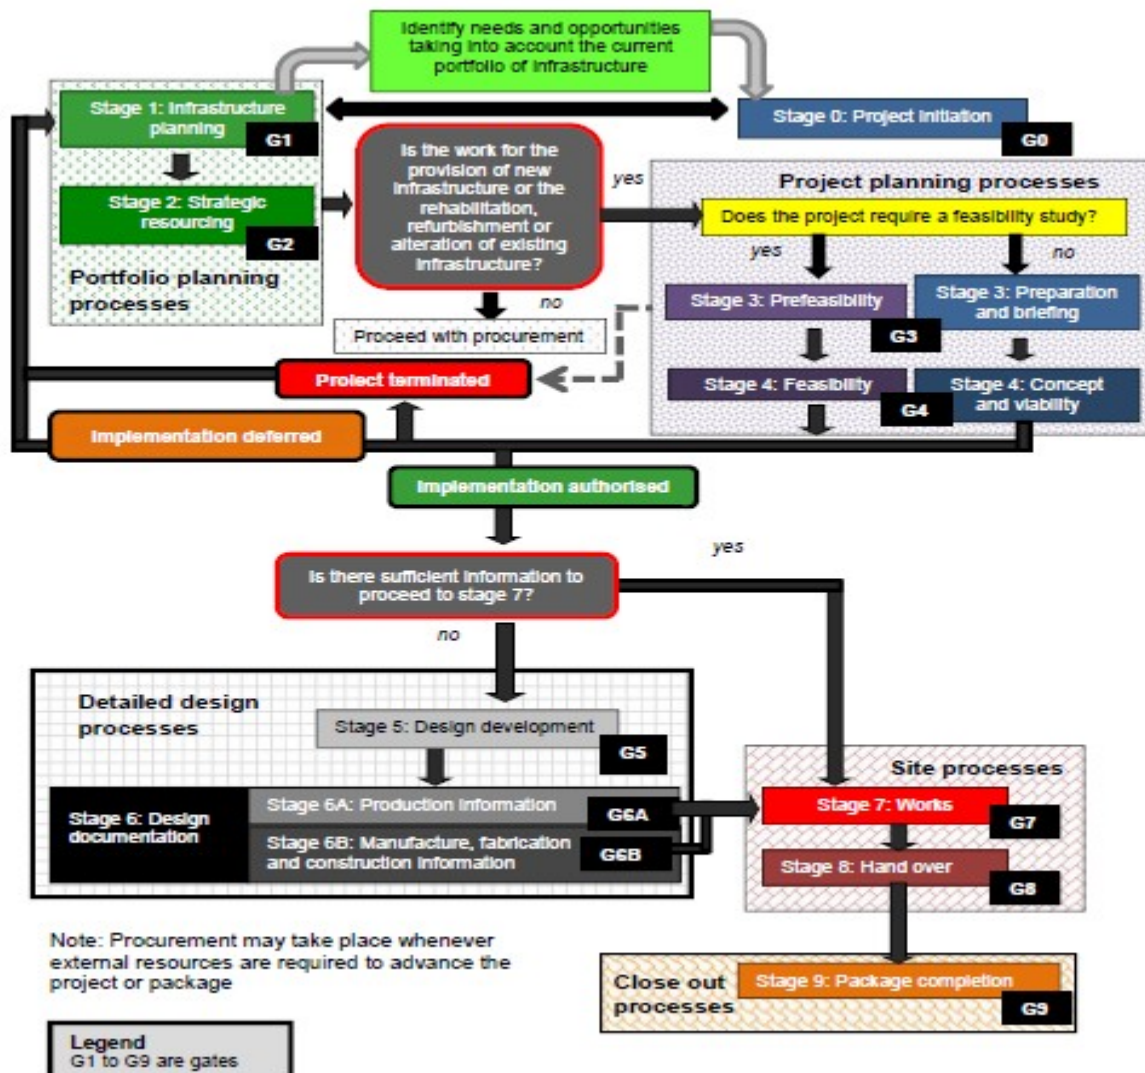 Identify needs and opportunities
taking into account the current
portfolio of infrastructure
Stage 1: Infrastructure
planning
G1
Stage 0: Project initiation
G0
Is the work for the
provision of new
infrastructure or the
rehabilitation,
refurbishment or
alteration of existing
infrastructure?
yes
Project planning processes
Does the project require a feasibility study?
Stage 2: Strategic
resourcing
G2
Portfolio planning
processes
yes
no
no
Stage 3: Prefeasibility
G3
Stage 3: Preparation
and briefing
Proceed with procurement
Project terminated
Stage 4: Feasibility
G4
Stage 4: Concept
and viability
Implementation deferred
Implementation authorised
yes
Is there sufficient information to
proceed to stage 7?
no
Detailed design
processes
Stage 5: Design development
G5
Site processes
Stage 6: Design
documentation
Stage 6A: Production information
G6A
Stage 6B: Manufacture, fabrication
and construction information
G6B
Stage 7: Works
G7
Stage 8: Hand over
G8
Note: Procurement may take place whenever
external resources are required to advance the
project or package
Close out
processes
Stage 9: Package completion
G9
Legend
G1 to G9 are gates